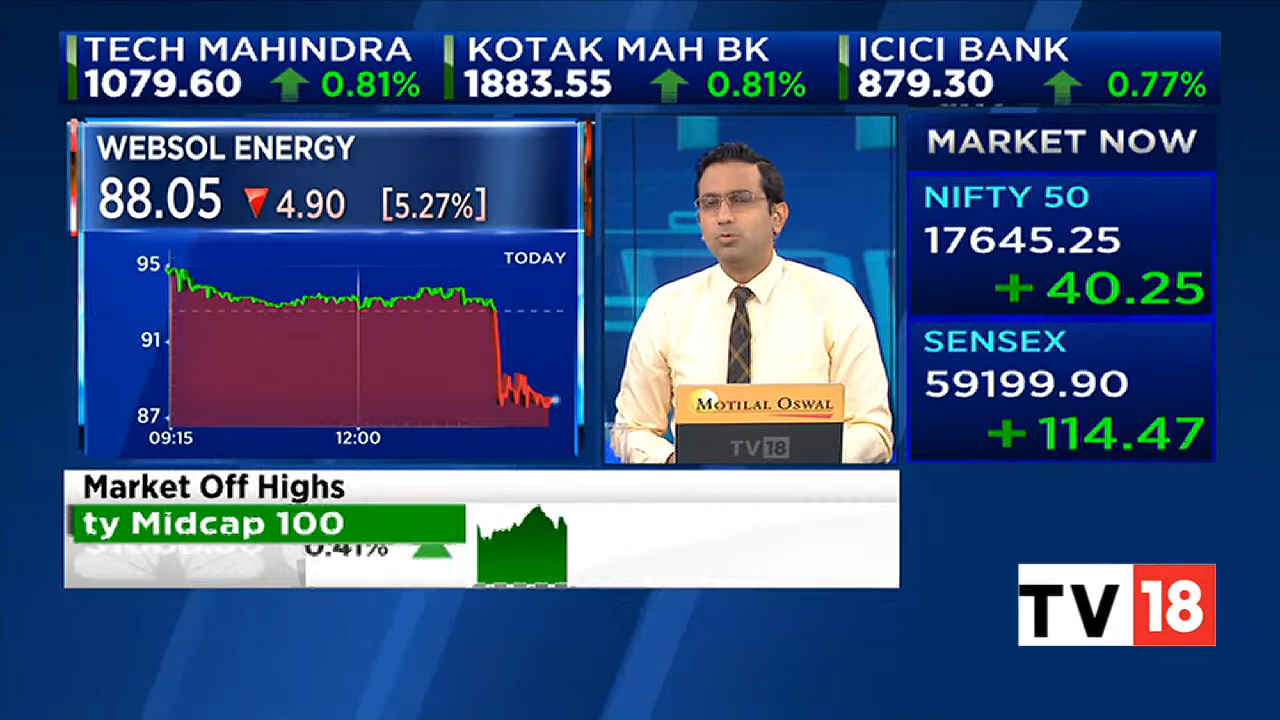 TECH MAHINDRA
1079.60 0.81%
KOTAK MAH BK
1883.55 0.81%
ICICI BANK
879.30 0.77%
WEBSOL ENERGY
88.05 4.90 [5.27%]
TODAY
95
91
87
09:15 12:00
MOTILAL OSWAL
TV18
MARKET NOW
NIFTY 50
17645.25
+ 40.25
SENSEX
59199.90
+ 114.47
Market Off Highs
ty Midcap 100
0.41%
TV18